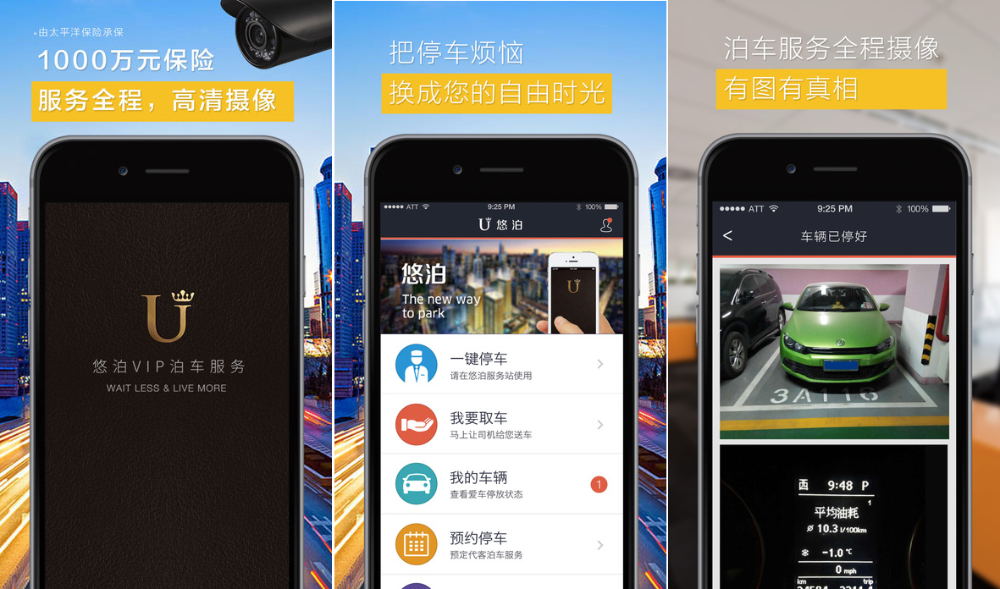 *由太平洋保险承保
1000万元保险
服务全程，高清摄像
U
悠泊VIP泊车服务
WAIT LESS & LIVE MORE
把停车烦恼
换成您的自由时光
ATT
9:25 PM
100%
U 悠泊
悠泊
The new way
to park
U
一键停车
请在悠泊服务站使用
我要取车
马上让司机给您送车
我的车辆
查看爱车停放状态
1
预约停车
预定代客泊车服务
泊车服务全程摄像
有图有真相
ATT
9:25 PM
100%
<
车辆已停好
3A116
西 9:48 P
1
平均油耗
Ø 10.3 l/100km
-1.0 ℃
0 mph
km
trip